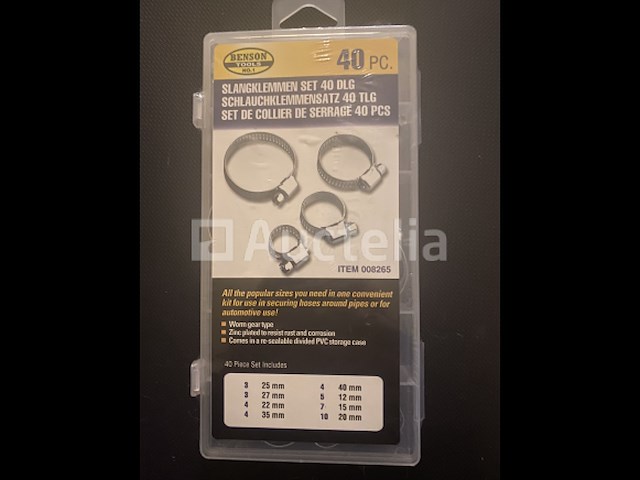 BENSON
TOOLS
NO. 1
40 PC.
SLANGKLEMMEN SET 40 DLG
SCHLAUCHKLEMMENSATZ 40 TLG
SET DE COLLIER DE SERRAGE 40 PCS
Auctelia
ITEM 008265
All the popular sizes you need in one convenient
kit for use in securing hoses around pipes or for
automotive use!
Worm gear type
Zinc plated to resist rust and corrosion
Comes in a re-sealable divided PVC storage case
40 Piece Set Includes
3 25 mm 4 40 mm
3 27 mm 5 12 mm
4 22 mm 7 15 mm
4 35 mm 10 20 mm